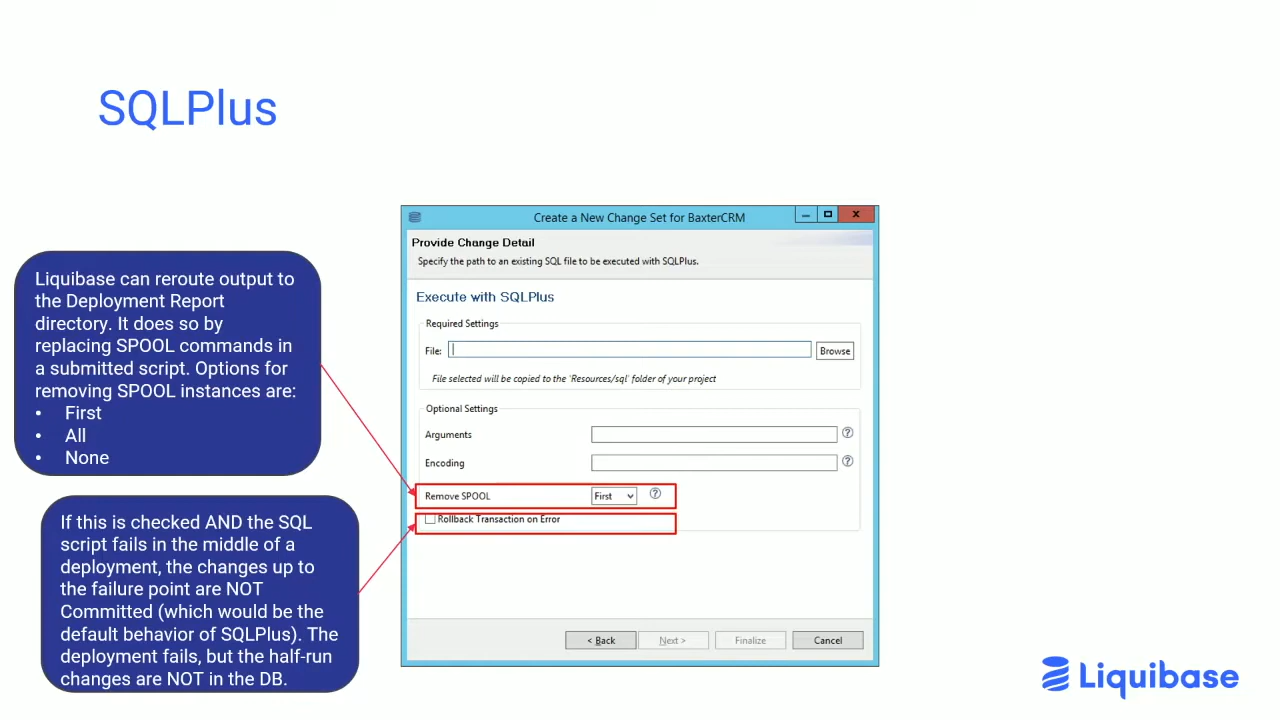 SQLPlus
Liquibase can reroute output to
the Deployment Report
directory. It does so by
replacing SPOOL commands in
a submitted script. Options for
removing SPOOL instances are:
• First
• All
• None
If this is checked AND the SQL
script fails in the middle of a
deployment, the changes up to
the failure point are NOT
Committed (which would be the
default behavior of SQLPlus). The
deployment fails, but the half-run
changes are NOT in the DB.
Create a New Change Set for BaxterCRM
Provide Change Detail
Specify the path to an existing SQL file to be executed with SQLPlus.
Execute with SQLPlus
Required Settings
File:
Browse
File selected will be copied to the 'Resources/sql' folder of your project
Optional Settings
Arguments
Encoding
Remove SPOOL First
Rollback Transaction on Error
< Back Next > Finalize Cancel
Liquibase